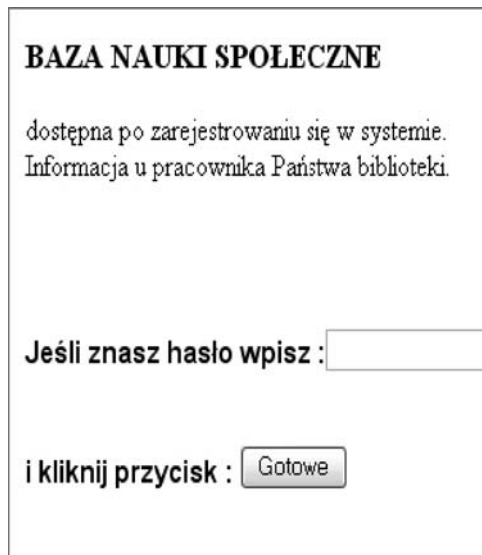 BAZA NAUKI SPOŁECZNE
dostępna po zarejestrowaniu się w systemie.
Informacja u pracownika Państwa biblioteki.
Jeśli znasz hasło wpisz :
i kliknij przycisk : Gotowe